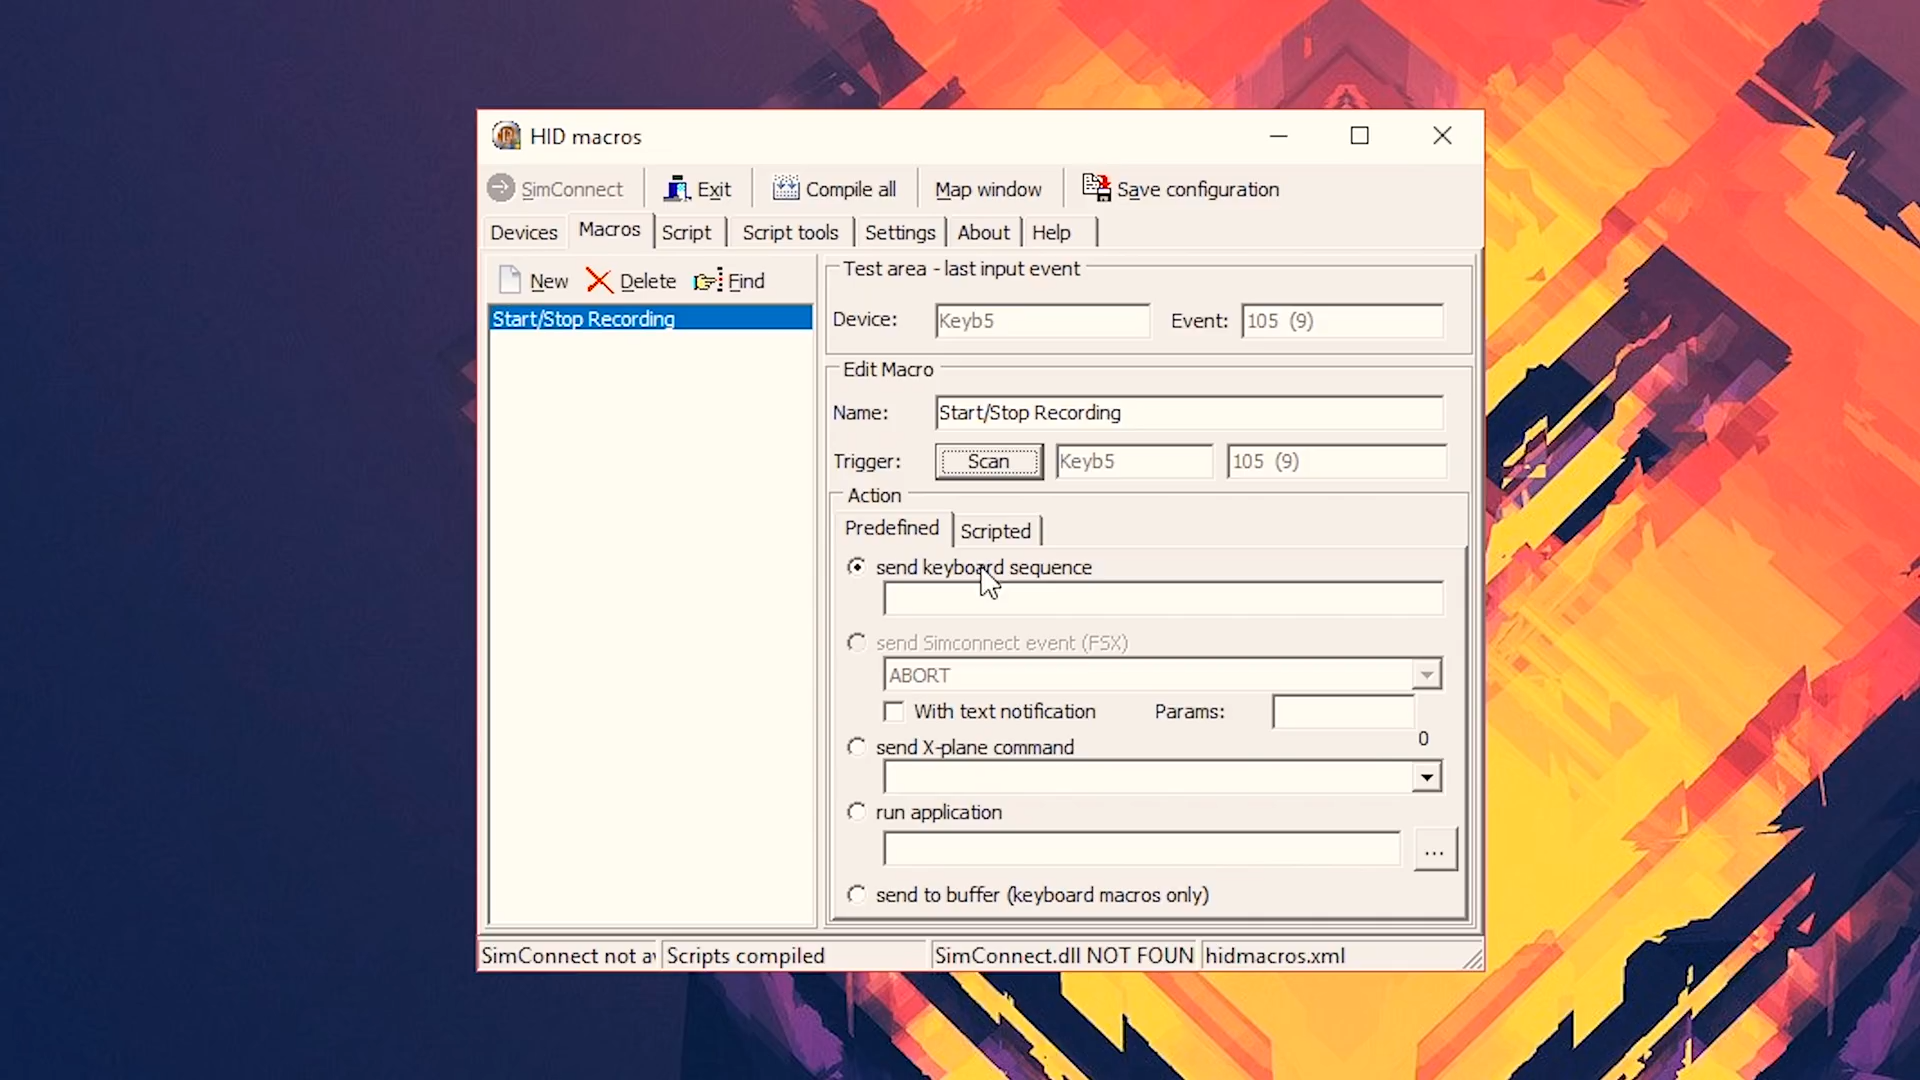 HID macros
SimConnect Exit Compile all Map window Save configuration
Devices Macros Script Script tools Settings About Help
New Delete Find
Start/Stop Recording
Test area - last input event
Device: Keyb5 Event: 105 (9)
Edit Macro
Name: Start/Stop Recording
Trigger: Scan Keyb5 105 (9)
Action
Predefined Scripted
send keyboard sequence
send Simconnect event (FSX)
ABORT
With text notification Params:
0
send X-plane command
run application
...
send to buffer (keyboard macros only)
SimConnect not av Scripts compiled SimConnect.dll NOT FOUN hidmacros.xml